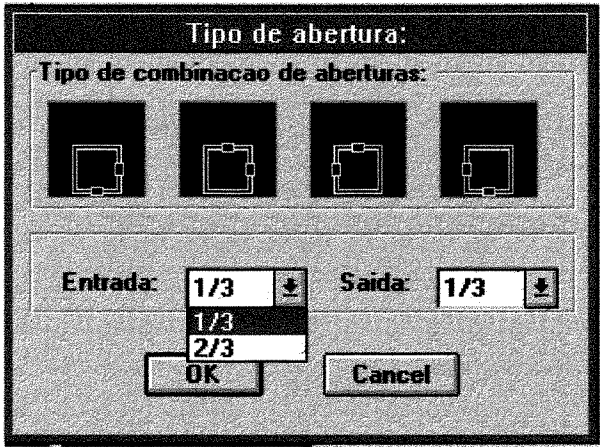 Tipo de abertura:
Tipo de combinacao de aberturas:
Entrada: 1/3 Saida: 1/3
1/3
2/3
OK Cancel